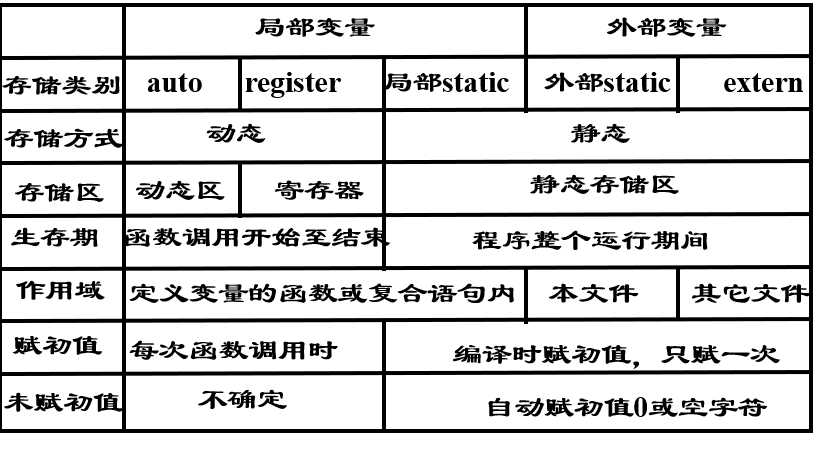 局部变量 外部变量
存储类别 auto register 局部static 外部static extern
存储方式 动态 静态
存储区 动态区 寄存器 静态存储区
生存期 函数调用开始至结束 程序整个运行期间
作用域 定义变量的函数或复合语句内 本文件 其它文件
赋初值 每次函数调用时 编译时赋初值，只赋一次
未赋初值 不确定 自动赋初值0或空字符